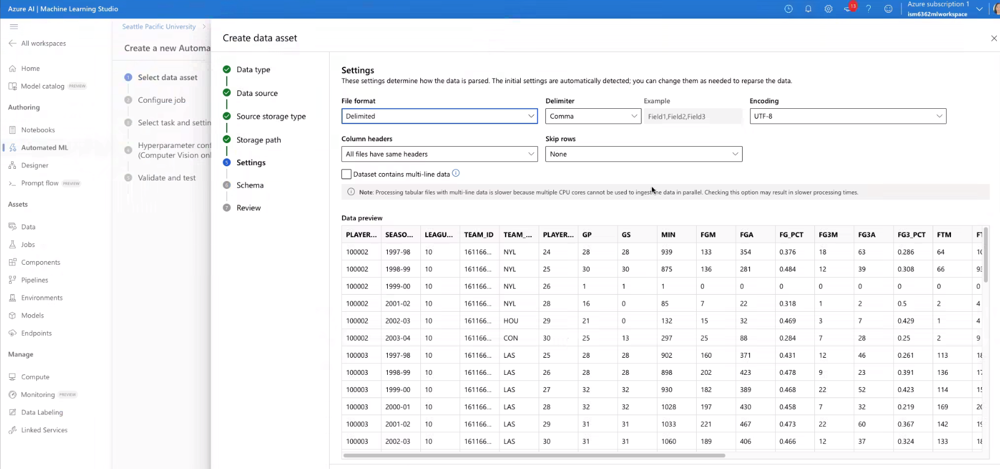 Azure AI | Machine Learning Studio
13
Azure subscription 1
ism6362mlworkspace
All workspaces
Home
Model catalog PREVIEW
Authoring
Notebooks
Automated ML
Designer
Prompt flow PREVIEW
Assets
Data
Jobs
Components
Pipelines
Environments
Models
Endpoints
Manage
Compute
Monitoring PREVIEW
Data Labeling
Linked Services
Seattle Pacific University
Create a new Automa
1 Select data asset
2 Configure job
3 Select task and settin
4 Hyperparameter conf
(Computer Vision onl
5 Validate and test
Create data asset
Data type
Data source
Source storage type
Storage path
5 Settings
6 Schema
7 Review
Settings
These settings determine how the data is parsed. The initial settings are automatically detected; you can change them as needed to reparse the data.
File format Delimiter Example Encoding
Delimited Comma Field1,Field2,Field3 UTF-8
Column headers Skip rows
All files have same headers None
Dataset contains multi-line data
Note: Processing tabular files with multi-line data is slower because multiple CPU cores cannot be used to ingest the data in parallel. Checking this option may result in slower processing times.
Data preview
PLAYER... SEASO... LEAGU... TEAM_ID TEAM_... PLAYER... GP GS MIN FGM FGA FG_PCT FG3M FG3A FG3_PCT FTM FT
100002 1997-98 10 161166... NYL 24 28 28 939 133 354 0.376 18 63 0.286 64 10
100002 1998-99 10 161166... NYL 25 30 30 875 136 281 0.484 12 39 0.308 66 93
100002 1999-00 10 161166... NYL 26 1 1 1 0 0 0 0 0 0 0 0
100002 2001-02 10 161166... NYL 28 16 0 85 7 22 0.318 1 2 0.5 2 4
100002 2002-03 10 161166... HOU 29 21 0 132 15 32 0.469 3 7 0.429 1 4
100002 2003-04 10 161166... CON 30 25 13 297 25 88 0.284 7 28 0.25 2 9
100003 1997-98 10 161166... LAS 25 28 28 902 160 371 0.431 12 46 0.261 113 18
100003 1998-99 10 161166... LAS 26 28 28 898 202 423 0.478 9 23 0.391 136 17
100003 1999-00 10 161166... LAS 27 32 32 930 182 389 0.468 22 52 0.423 114 15
100003 2000-01 10 161166... LAS 28 32 32 1028 197 430 0.458 7 32 0.219 169 20
100003 2001-02 10 161166... LAS 29 31 31 1033 221 467 0.473 22 60 0.367 142 19
100003 2002-03 10 161166... LAS 30 31 31 1060 189 406 0.466 12 37 0.324 133 18